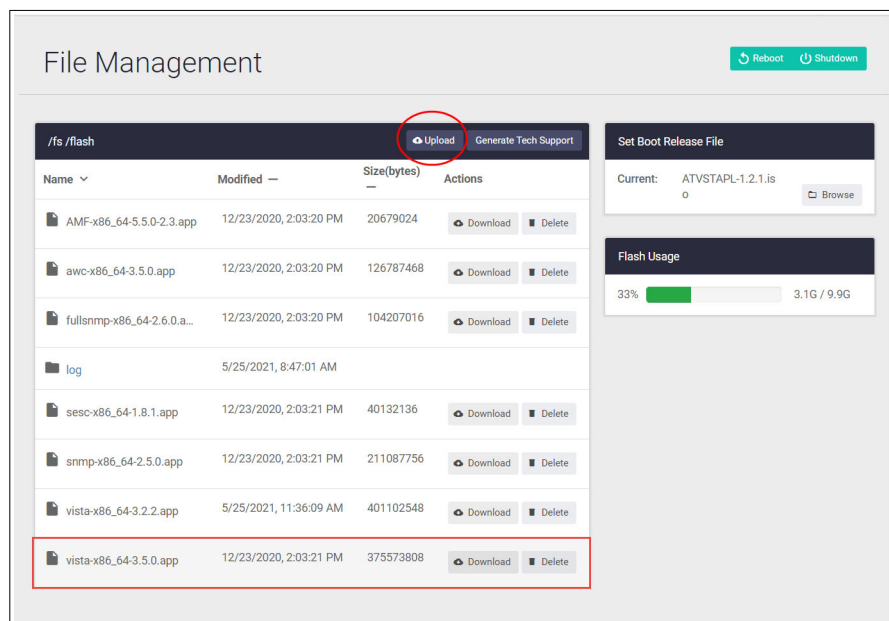 File Management
Reboot Shutdown
/fs /flash
Upload Generate Tech Support
Name Modified Size(bytes) Actions
AMF-x86_64-5.5.0-2.3.app 12/23/2020, 2:03:20 PM 20679024 Download Delete
awc-x86_64-3.5.0.app 12/23/2020, 2:03:20 PM 126787468 Download Delete
fullsnmp-x86_64-2.6.0.a... 12/23/2020, 2:03:20 PM 104207016 Download Delete
log 5/25/2021, 8:47:01 AM
sesc-x86_64-1.8.1.app 12/23/2020, 2:03:21 PM 40132136 Download Delete
snmp-x86_64-2.5.0.app 12/23/2020, 2:03:21 PM 211087756 Download Delete
vista-x86_64-3.2.2.app 5/25/2021, 11:36:09 AM 401102548 Download Delete
vista-x86_64-3.5.0.app 12/23/2020, 2:03:21 PM 375573808 Download Delete
Set Boot Release File
Current: ATVSTAPL-1.2.1.is
o
Browse
Flash Usage
33% 3.1G / 9.9G